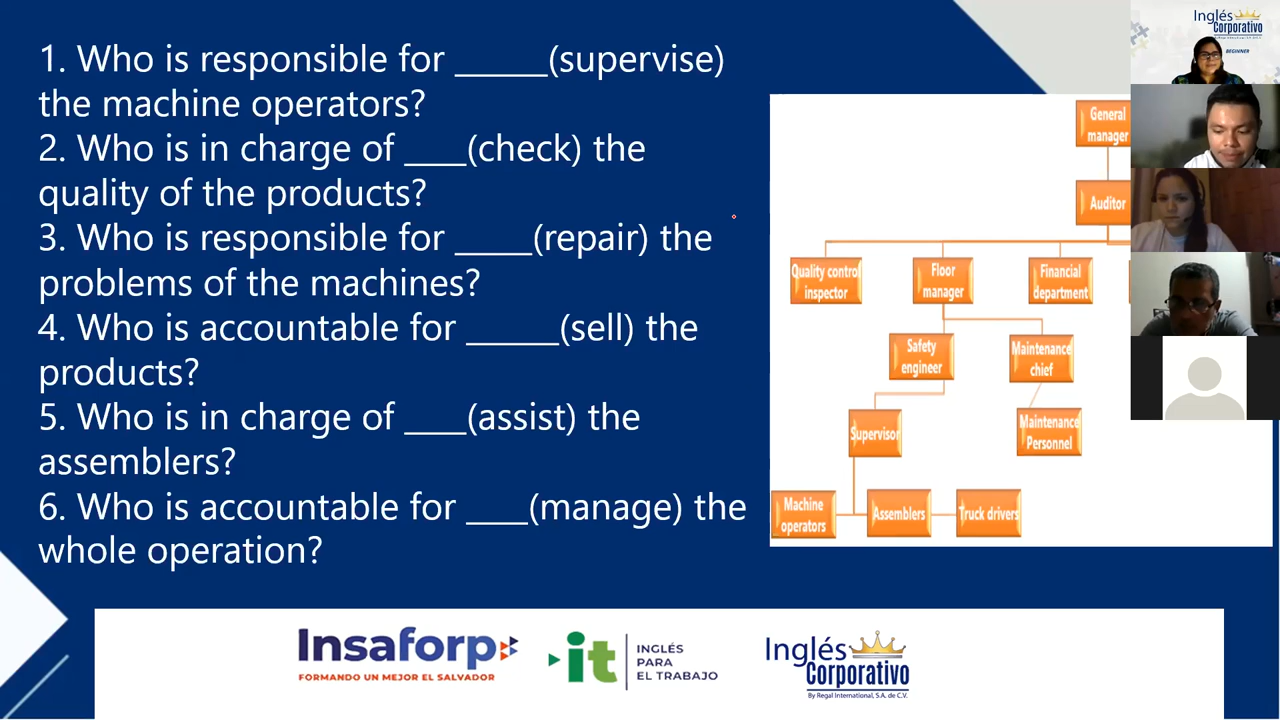 1. Who is responsible for ______(supervise)
the machine operators?
2. Who is in charge of ____(check) the
quality of the products?
3. Who is responsible for _____(repair) the
problems of the machines?
4. Who is accountable for ______(sell) the
products?
5. Who is in charge of ____(assist) the
assemblers?
6. Who is accountable for ____(manage) the
whole operation?
General
manager
Auditor
Quality control
inspector
Floor
manager
Financial
department
Safety
engineer
Maintenance
chief
Supervisor
Maintenance
Personnel
Machine
operators
Assemblers
Truck drivers
Insaforp
FORMANDO UN MEJOR EL SALVADOR
it
INGLÉS
PARA
EL TRABAJO
Inglés
Corporativo
By Regal International, S.A. de C.V.
Inglés
Corporativo
BEGINNER